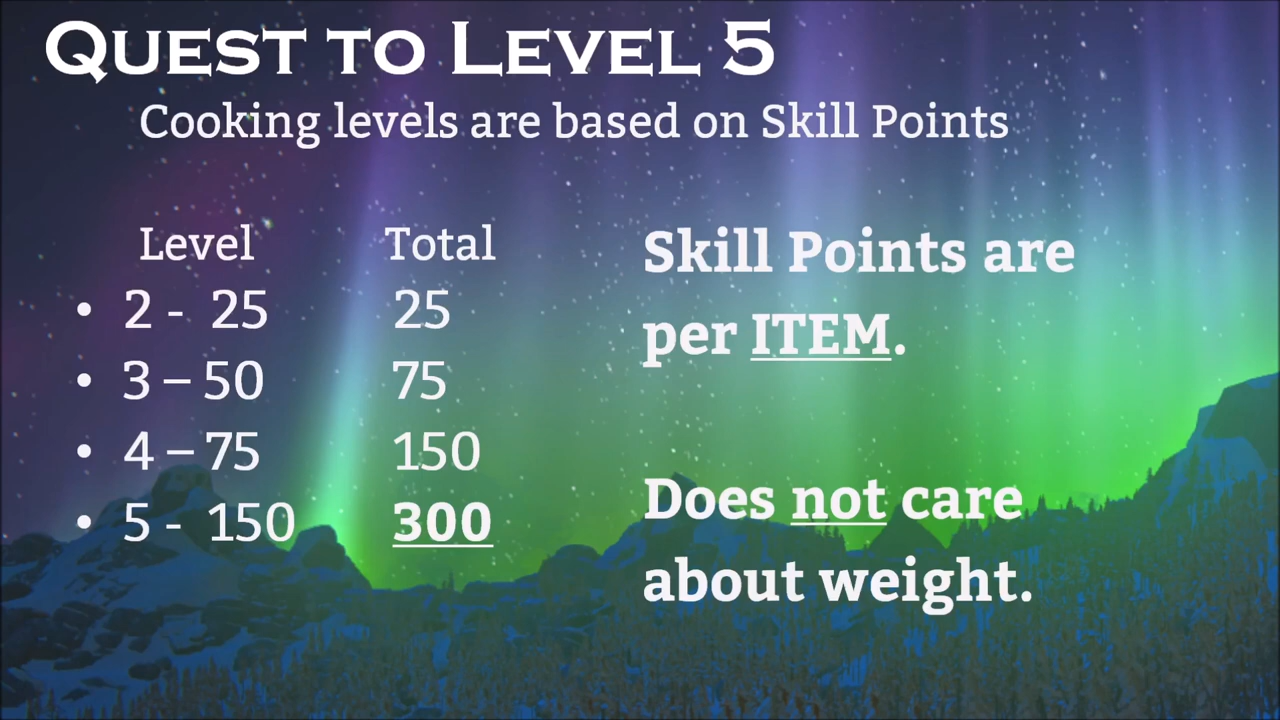 Quest to Level 5
Cooking levels are based on Skill Points
Level Total
• 2 - 25 25
• 3 – 50 75
• 4 – 75 150
• 5 - 150 300
Skill Points are
per ITEM.
Does not care
about weight.